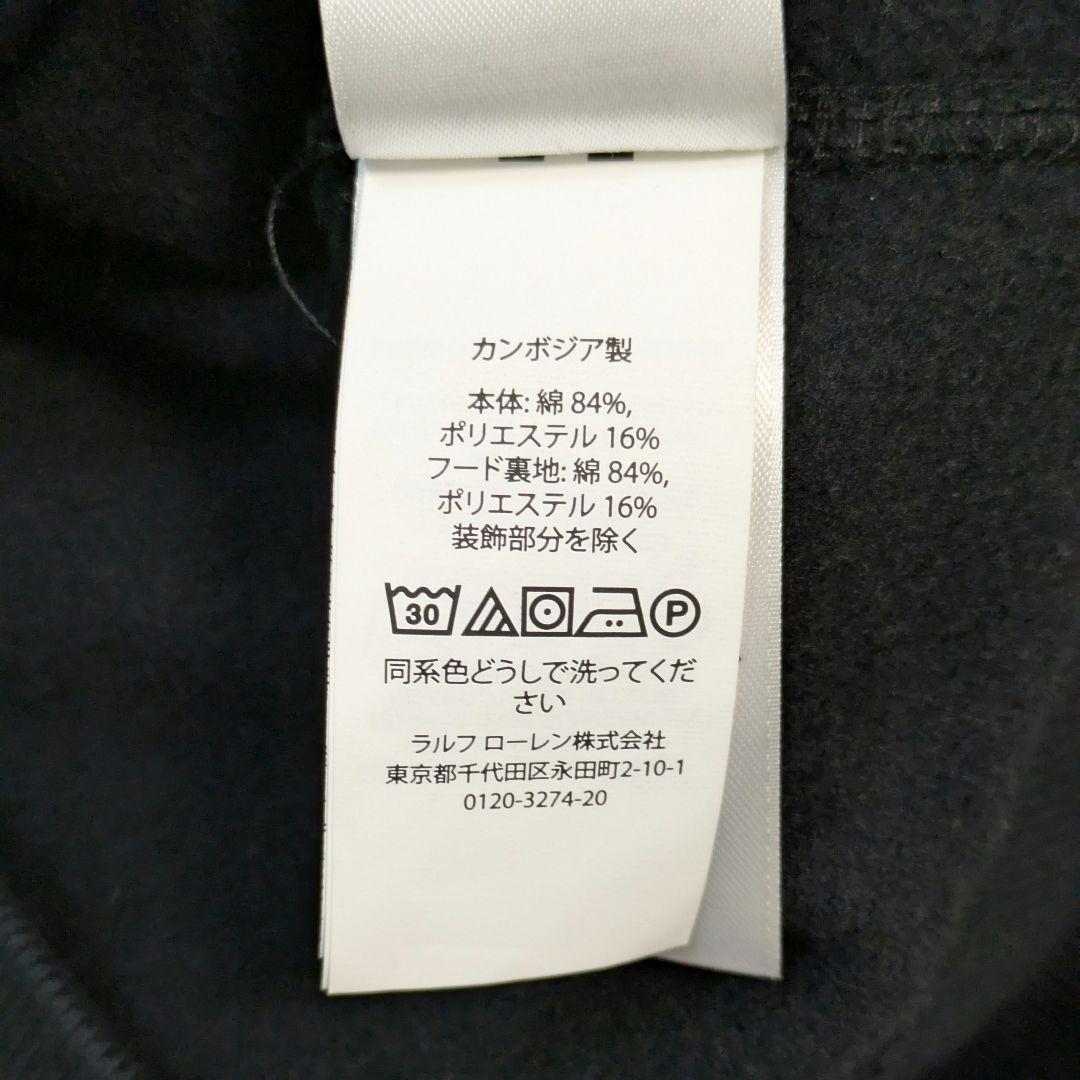 カンボジア製
本体: 綿 84%,
ポリエステル 16%
フード裏地: 綿 84%,
ポリエステル 16%
装飾部分を除く
30 P
同系色どうしで洗ってくだ
さい
ラルフ ローレン株式会社
東京都千代田区永田町2-10-1
0120-3274-20